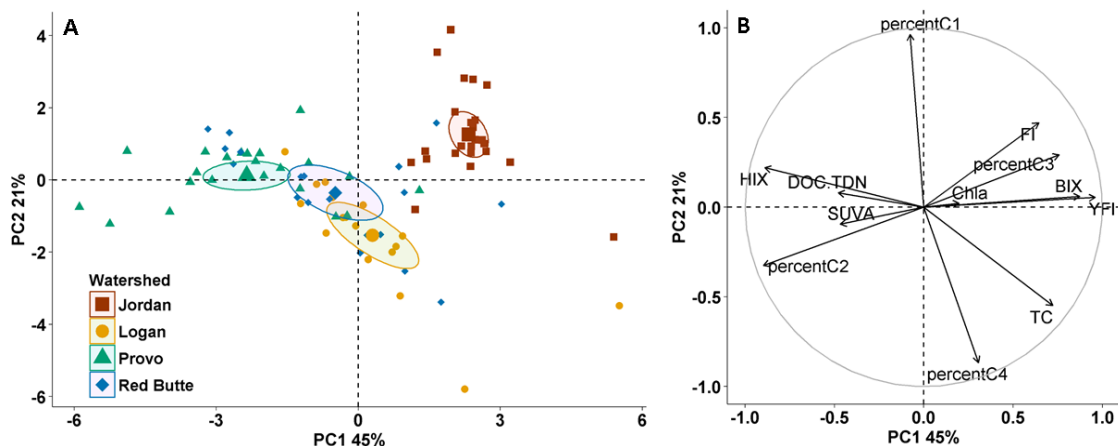 A
4
2
0
-2
-4
-6
PC2 21%
-6
-3
0
3
6
PC1 45%
Watershed
Jordan
Logan
Provo
Red Butte
B
1.0
0.5
0.0
-0.5
-1.0
PC2 21%
-1.0
-0.5
0.0
0.5
1.0
PC1 45%
percentC1
FI
percentC3
HIX
DOC.TDN
Chla
BIX
YFI
SUVA
percentC2
TC
percentC4